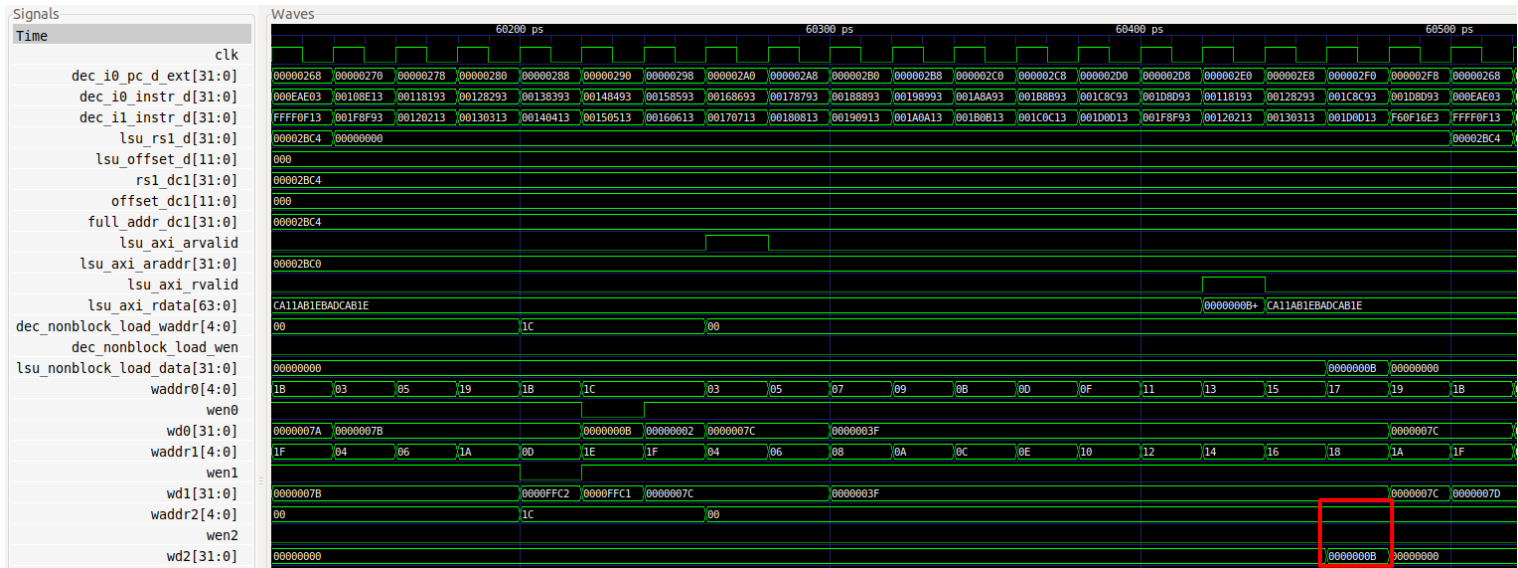 Signals Waves
Time 60200 ps 60300 ps 60400 ps 60500 ps
clk
dec_i0_pc_d_ext[31:0] 00000268 00000270 00000278 00000280 00000288 00000290 00000298 000002A0 000002A8 000002B0 000002B8 000002C0 000002C8 000002D0 000002D8 000002E0 000002E8 000002F0 000002F8 00000268
dec_i0_instr_d[31:0] 000EAE03 00108E13 00118193 00128293 00138393 00148493 00158593 00168693 00178793 00188893 00198993 001A8A93 001B8B93 001C8C93 001D8D93 00118193 00128293 001C8C93 001D8D93 000EAE03
dec_i1_instr_d[31:0] FFFF0F13 001F8F93 00120213 00130313 00140413 00150513 00160613 00170713 00180813 00190913 001A0A13 001B0B13 001C0C13 001D0D13 001F8F93 00120213 00130313 001D0D13 F60F16E3 FFFF0F13
lsu_rs1_d[31:0] 00002BC4 00000000 00002BC4
lsu_offset_d[11:0] 000
rs1_dc1[31:0] 00002BC4
offset_dc1[11:0] 000
full_addr_dc1[31:0] 00002BC4
lsu_axi_arvalid
lsu_axi_araddr[31:0] 00002BC0
lsu_axi_rvalid
lsu_axi_rdata[63:0] CA11AB1EBADCAB1E 0000000B+ CA11AB1EBADCAB1E
dec_nonblock_load_waddr[4:0] 00 1C 00
dec_nonblock_load_wen
lsu_nonblock_load_data[31:0] 00000000 0000000B 00000000
waddr0[4:0] 1B 03 05 19 1B 1C 03 05 07 09 0B 0D 0F 11 13 15 17 19 1B
wen0
wd0[31:0] 0000007A 0000007B 0000000B 00000002 0000007C 0000003F 0000007C
waddr1[4:0] 1F 04 06 1A 0D 1E 1F 04 06 08 0A 0C 0E 10 12 14 16 18 1A 1F
wen1
wd1[31:0] 0000007B 0000FFC2 0000FFC1 0000007C 0000003F 0000007C 0000007D
waddr2[4:0] 00 1C 00
wen2
wd2[31:0] 00000000 0000000B 00000000